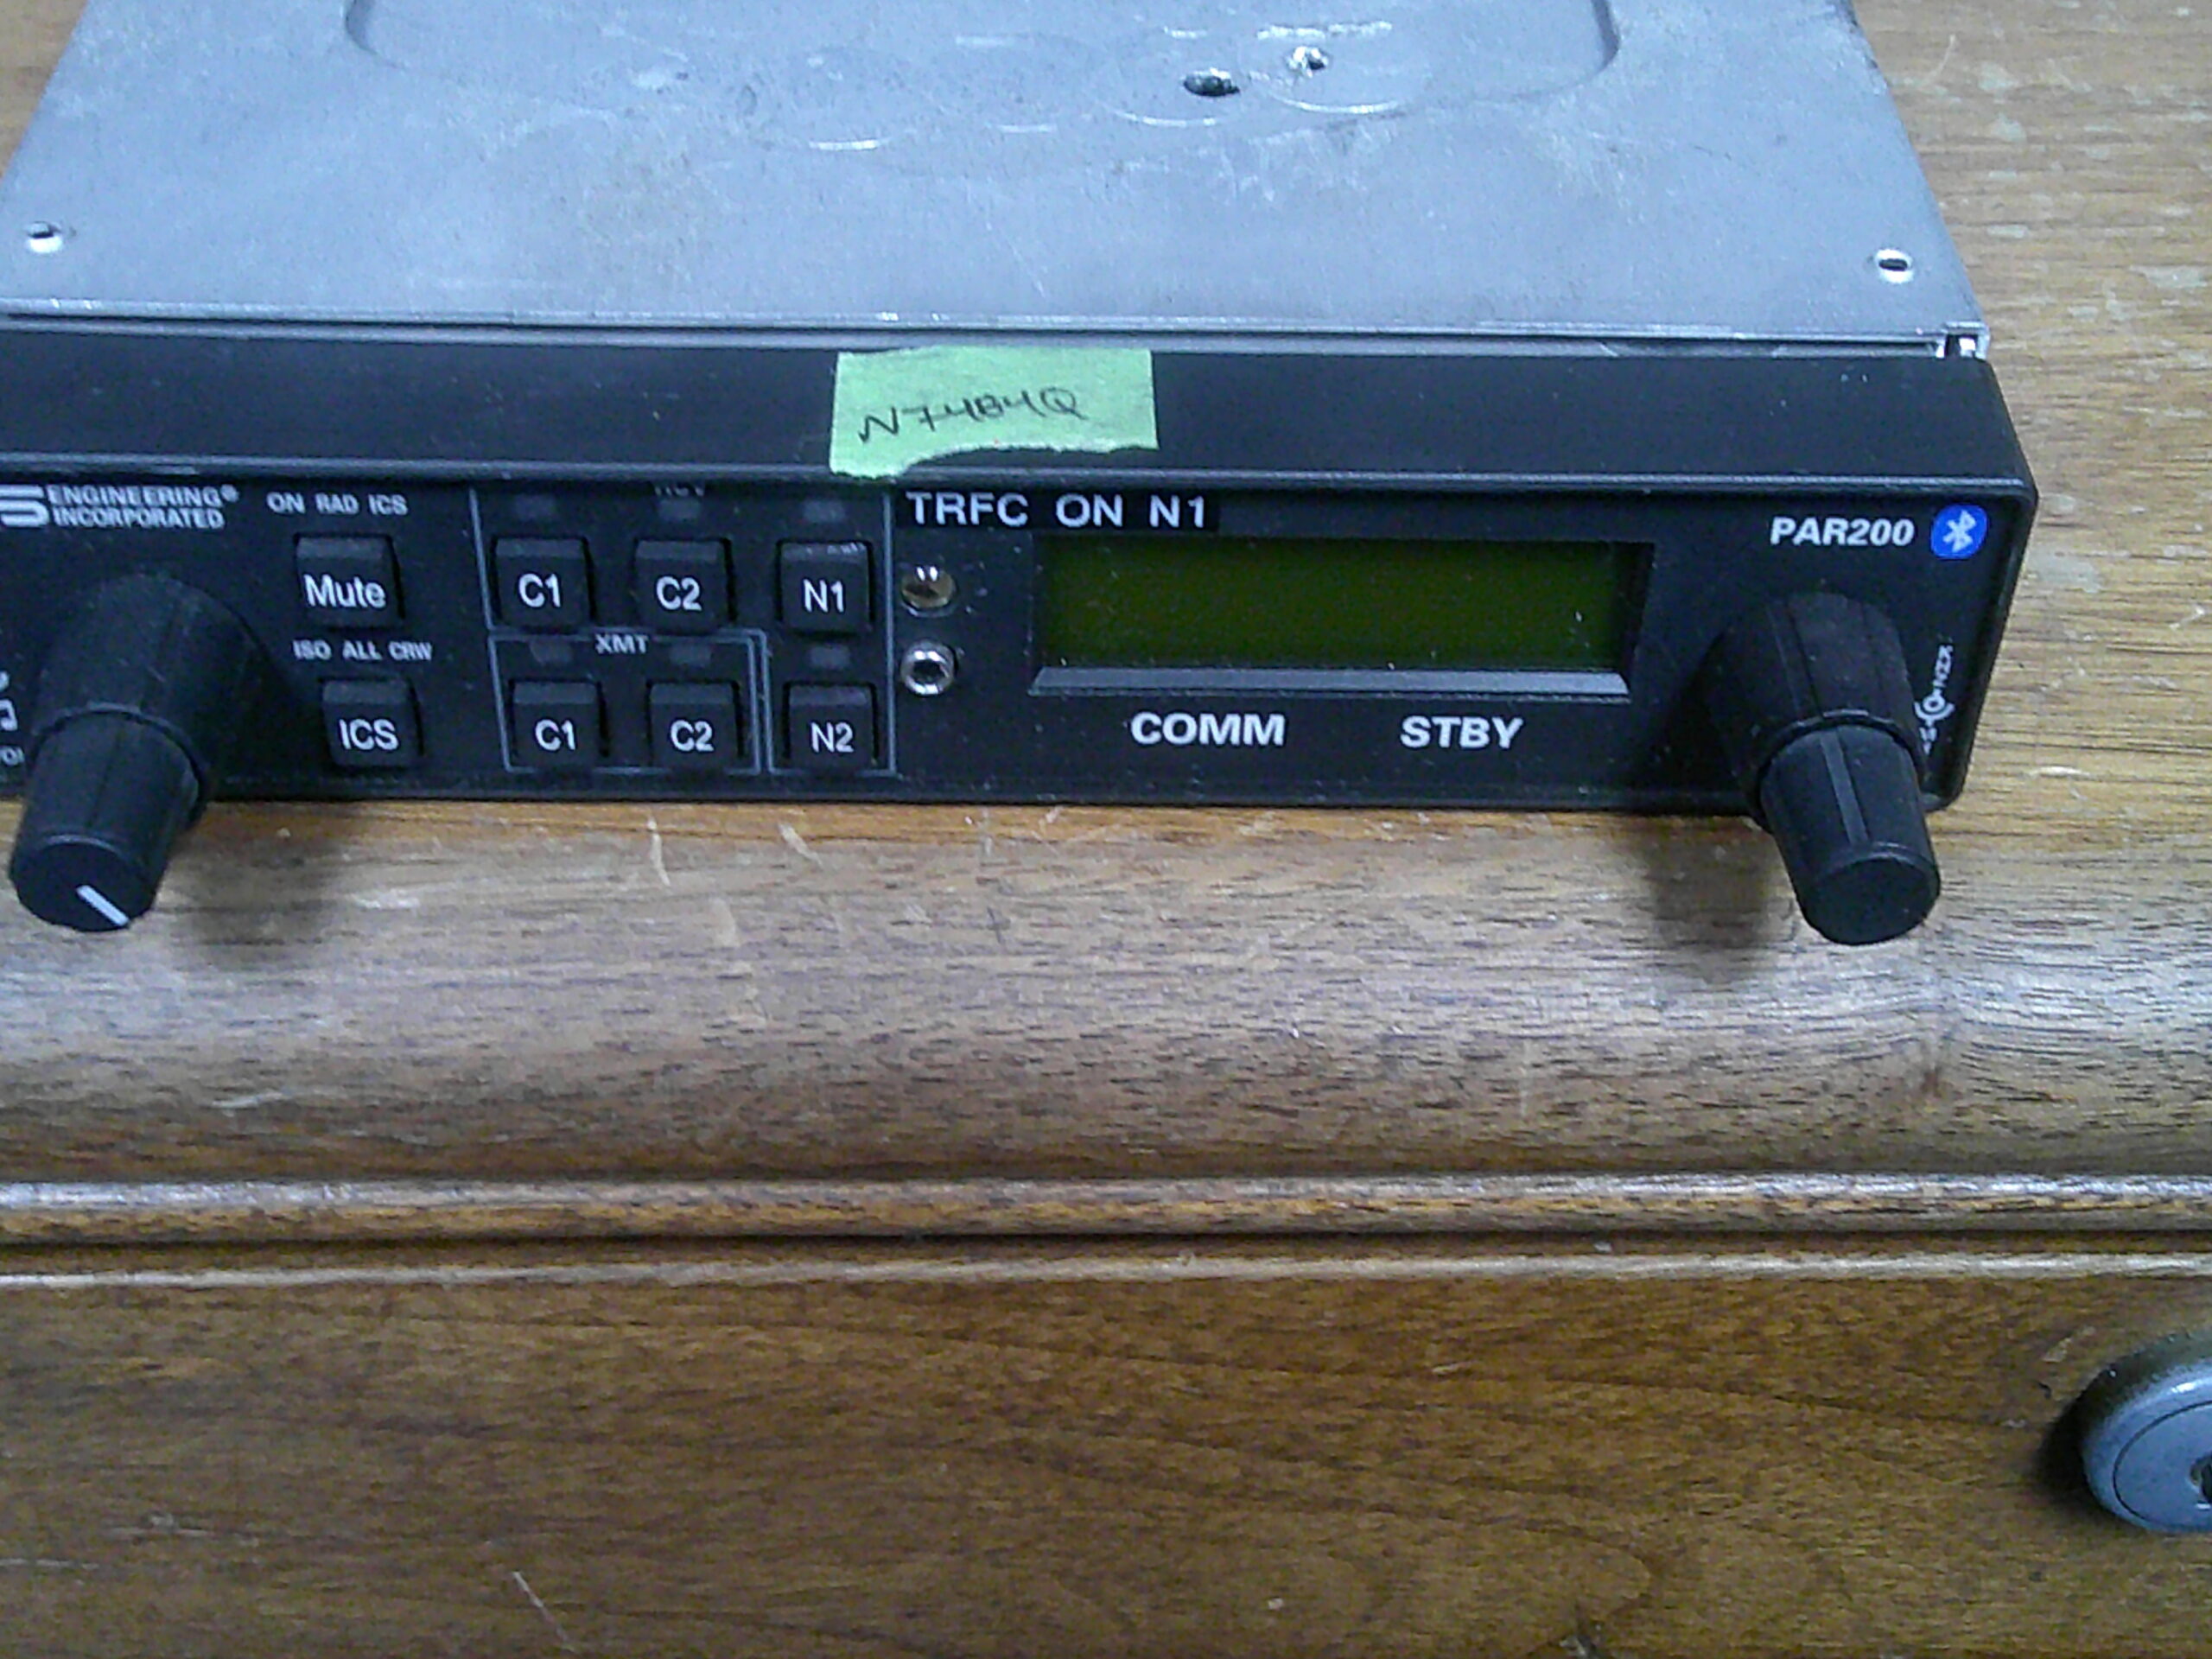 N7484Q
ENGINEERING®
INCORPORATED
ON RAD ICS
TRFC ON N1
PAR200
Mute
C1 C2 N1
ISO ALL CRW
XMT
ICS
C1 C2 N2
COMM STBY